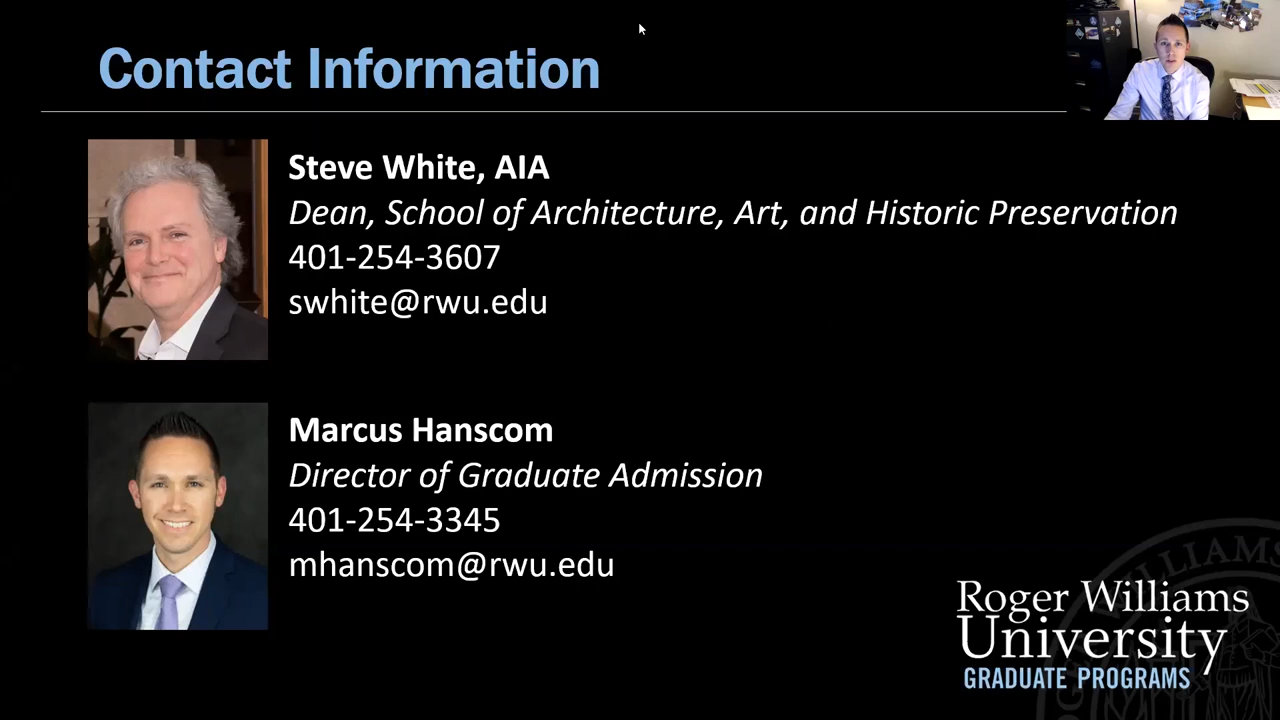 Contact Information
Steve White, AIA
Dean, School of Architecture, Art, and Historic Preservation
401-254-3607
swhite@rwu.edu
Marcus Hanscom
Director of Graduate Admission
401-254-3345
mhanscom@rwu.edu
WILLIAMS
Roger Williams
University
GRADUATE PROGRAMS